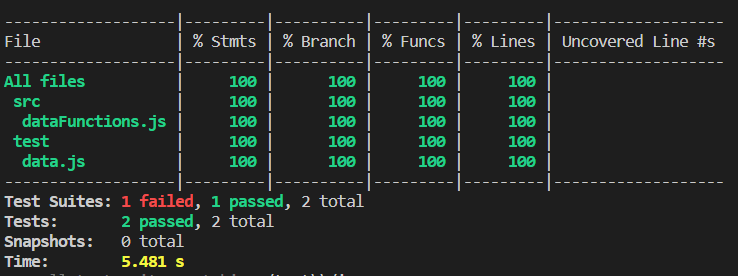 -------------------|---------|----------|---------|---------|-------------------
File               | % Stmts | % Branch | % Funcs | % Lines | Uncovered Line #s
-------------------|---------|----------|---------|---------|-------------------
All files          |     100 |      100 |     100 |     100 |
 src               |     100 |      100 |     100 |     100 |
  dataFunctions.js |     100 |      100 |     100 |     100 |
 test              |     100 |      100 |     100 |     100 |
  data.js          |     100 |      100 |     100 |     100 |
-------------------|---------|----------|---------|---------|-------------------
Test Suites: 1 failed, 1 passed, 2 total
Tests:       2 passed, 2 total
Snapshots:   0 total
Time:        5.481 s